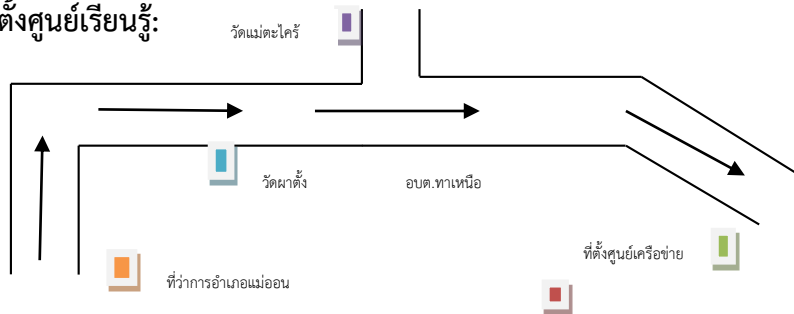 ตั้งศูนย์เรียนรู้:
วัดแม่ตะไคร้
วัดผาตั้ง
อบต.ทาเหนือ
ที่ตั้งศูนย์เครือข่าย
ที่ว่าการอำเภอแม่ออน